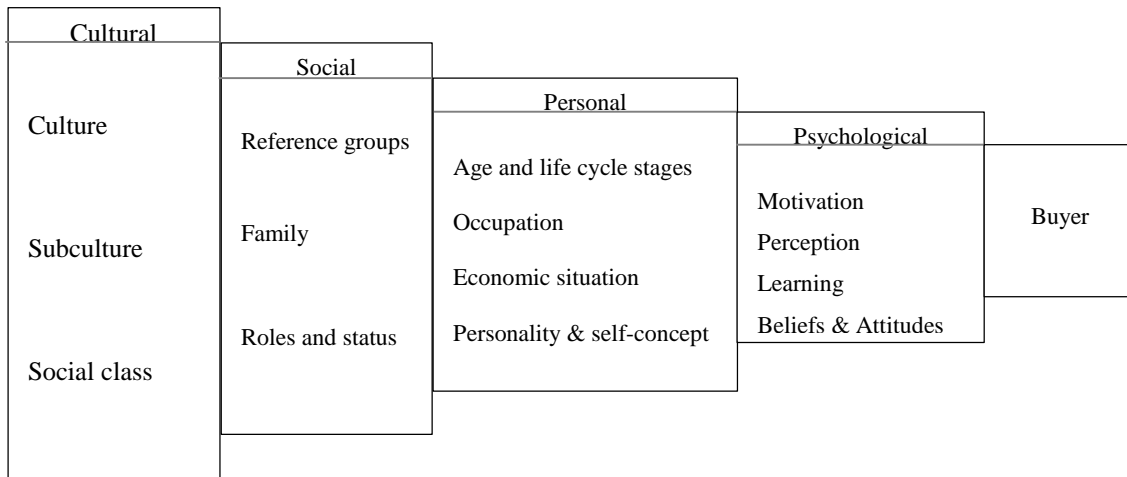 Cultural
Culture
Subculture
Social class
Social
Reference groups
Family
Roles and status
Personal
Age and life cycle stages
Occupation
Economic situation
Personality & self-concept
Psychological
Motivation
Perception
Learning
Beliefs & Attitudes
Buyer